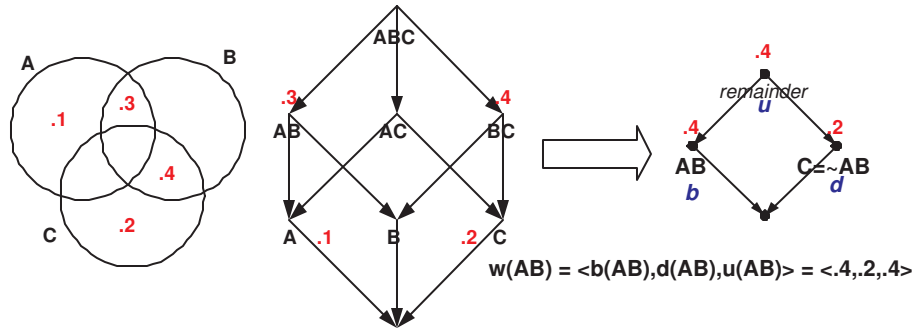 A
B
.1
.3
.4
C
.2
ABC
.3
.4
AB
AC
BC
A
.1
B
.2
C
.4
remainder
u
.4
.2
AB
C=~AB
b
d
w(AB) = <b(AB),d(AB),u(AB)> = <.4,.2,.4>